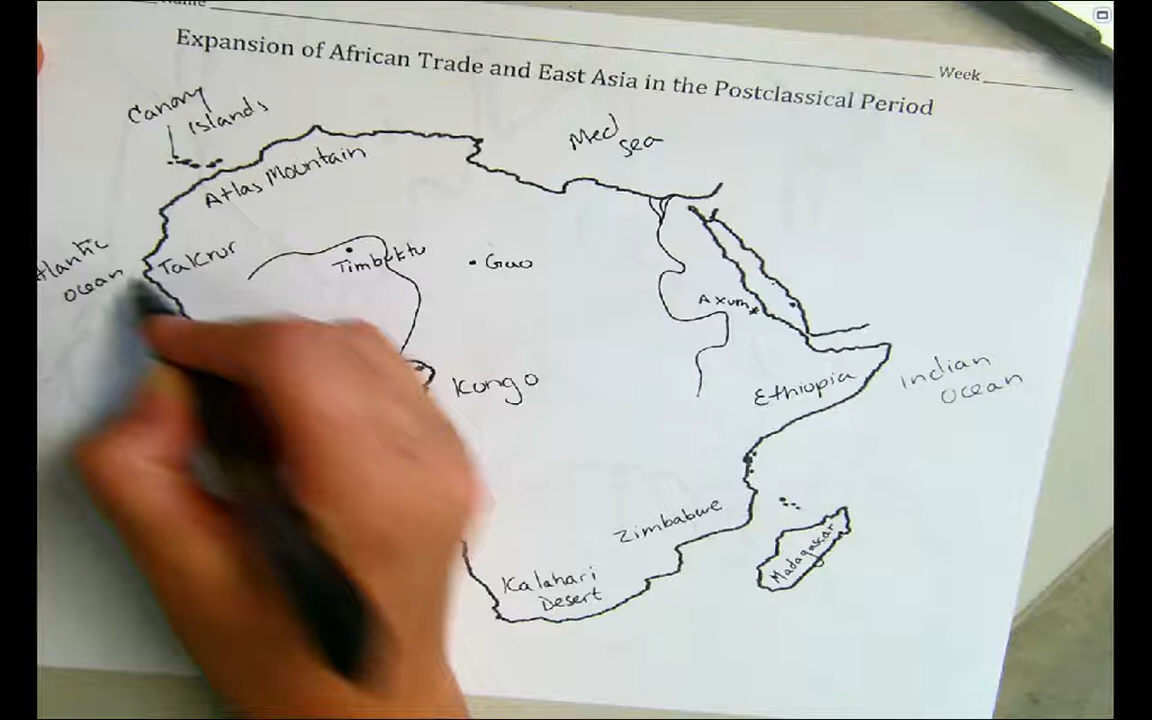 Name
Week
Expansion of African Trade and East Asia in the Postclassical Period
Canary
Islands
Med
sea
Atlas Mountain
Atlantic
ocean
Takrur
Timbuktu
Gao
Axum
Kongo
Ethiopia
Indian
Ocean
Zimbabwe
Madagascar
Kalahari
Desert